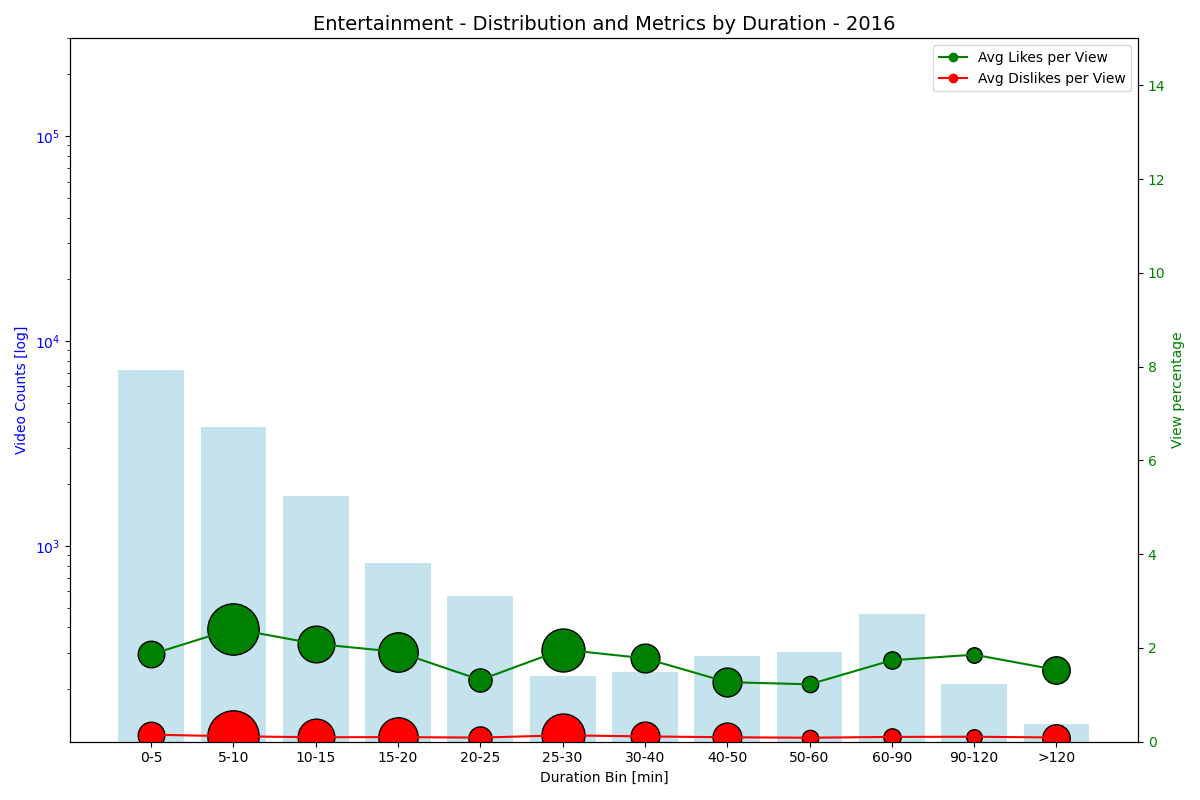 Entertainment - Distribution and Metrics by Duration - 2016
Avg Likes per View
Avg Dislikes per View
10^5
10^4
10^3
Video Counts [log]
14
12
10
8
6
4
2
0
View percentage
0-5 5-10 10-15 15-20 20-25 25-30 30-40 40-50 50-60 60-90 90-120 >120
Duration Bin [min]